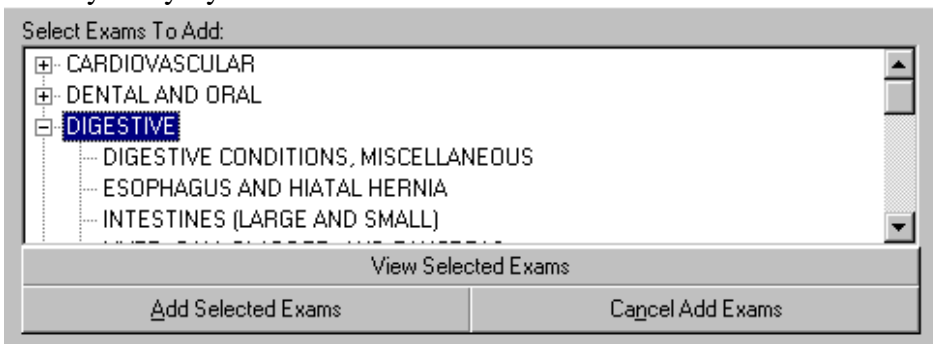 Select Exams To Add:
CARDIOVASCULAR
DENTAL AND ORAL
DIGESTIVE
DIGESTIVE CONDITIONS, MISCELLANEOUS
ESOPHAGUS AND HIATAL HERNIA
INTESTINES (LARGE AND SMALL)
View Selected Exams
Add Selected Exams Cancel Add Exams